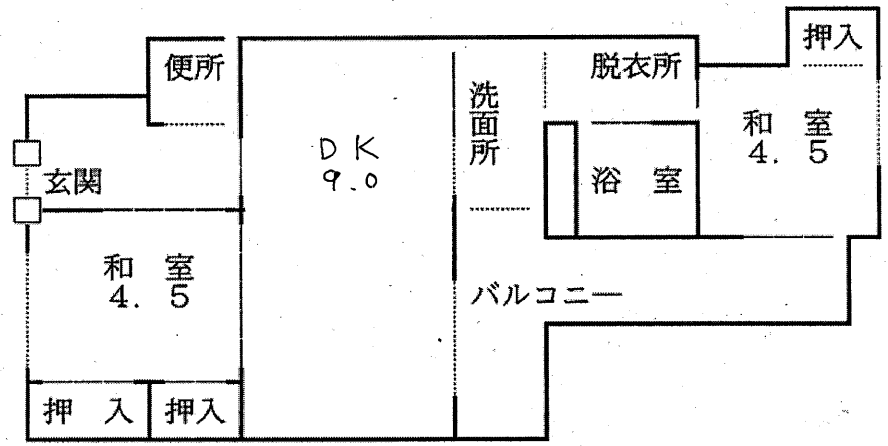 押入
便所
脱衣所
洗面所
和 室
4. 5
DK
9.0
玄関
浴 室
和 室
4. 5
バルコニー
押 入
押入